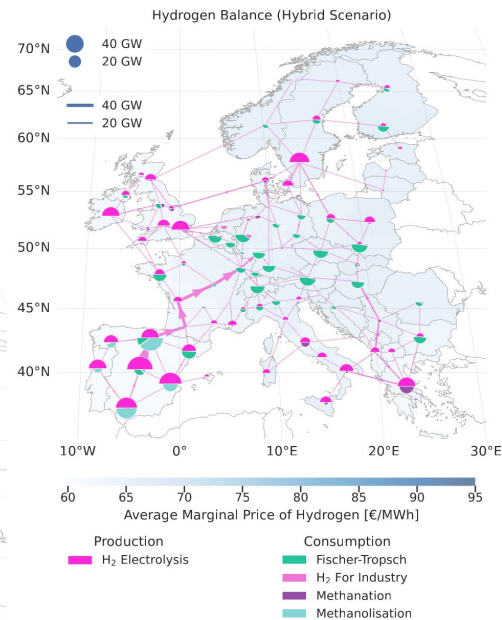 Hydrogen Balance (Hybrid Scenario)
70°N
40 GW
20 GW
65°N
40 GW
20 GW
60°N
55°N
50°N
45°N
40°N
10°W 0° 10°E 20°E 30°E
60 65 70 75 80 85 90 95
Average Marginal Price of Hydrogen [€/MWh]
Production Consumption
H₂ Electrolysis Fischer-Tropsch
H₂ For Industry
Methanation
Methanolisation